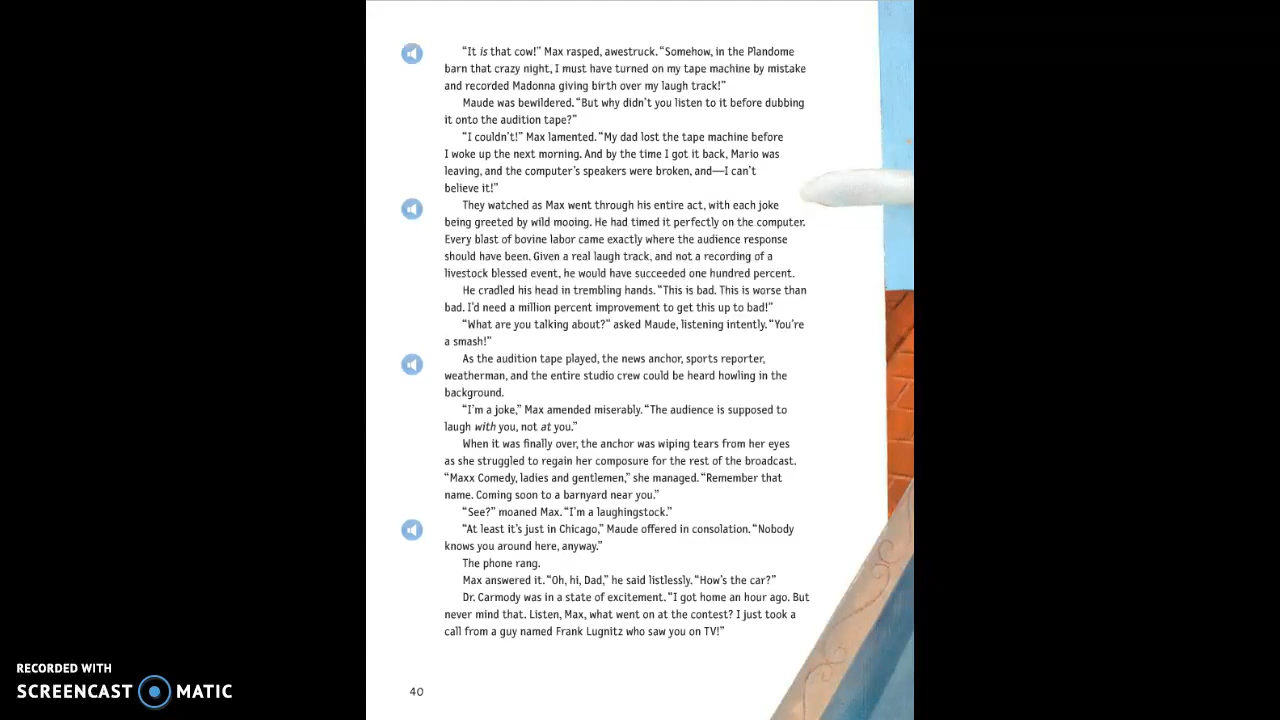 “It is that cow!” Max rasped, awestruck. “Somehow, in the Plandome
barn that crazy night, I must have turned on my tape machine by mistake
and recorded Madonna giving birth over my laugh track!”
Maude was bewildered. “But why didn’t you listen to it before dubbing
it onto the audition tape?”
“I couldn’t!” Max lamented. “My dad lost the tape machine before
I woke up the next morning. And by the time I got it back, Mario was
leaving, and the computer’s speakers were broken, and—I can’t
believe it!”
They watched as Max went through his entire act, with each joke
being greeted by wild mooing. He had timed it perfectly on the computer.
Every blast of bovine labor came exactly where the audience response
should have been. Given a real laugh track, and not a recording of a
livestock blessed event, he would have succeeded one hundred percent.
He cradled his head in trembling hands. “This is bad. This is worse than
bad. I’d need a million percent improvement to get this up to bad!”
“What are you talking about?” asked Maude, listening intently. “You’re
a smash!”
As the audition tape played, the news anchor, sports reporter,
weatherman, and the entire studio crew could be heard howling in the
background.
“I’m a joke,” Max amended miserably. “The audience is supposed to
laugh with you, not at you.”
When it was finally over, the anchor was wiping tears from her eyes
as she struggled to regain her composure for the rest of the broadcast.
“Maxx Comedy, ladies and gentlemen,” she managed. “Remember that
name. Coming soon to a barnyard near you.”
“See?” moaned Max. “I’m a laughingstock.”
“At least it’s just in Chicago,” Maude offered in consolation. “Nobody
knows you around here, anyway.”
The phone rang.
Max answered it. “Oh, hi, Dad,” he said listlessly. “How’s the car?”
Dr. Carmody was in a state of excitement. “I got home an hour ago. But
never mind that. Listen, Max, what went on at the contest? I just took a
call from a guy named Frank Lugnitz who saw you on TV!”
40
RECORDED WITH
SCREENCAST MATIC